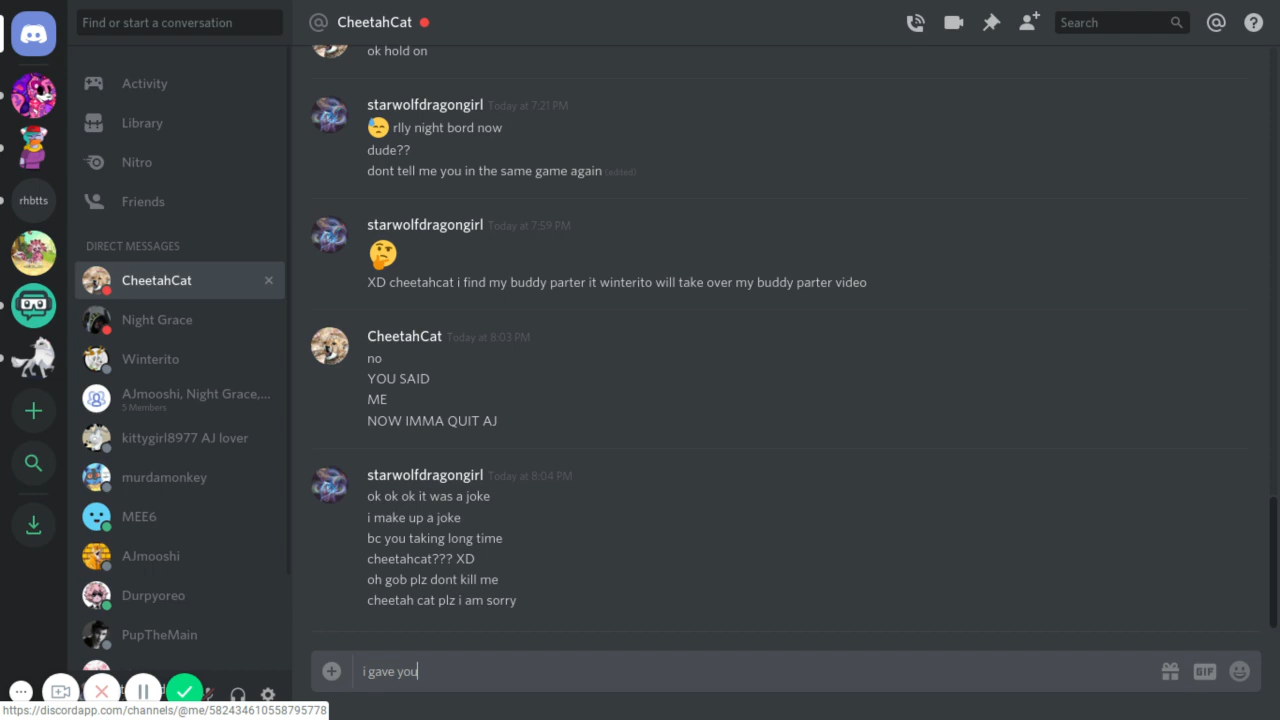 Find or start a conversation
CheetahCat
Search
Activity
Library
Nitro
Friends
DIRECT MESSAGES
CheetahCat
Night Grace
Winterito
AJmooshi, Night Grace,...
5 Members
kittygirl8977 AJ lover
murdamonkey
MEE6
AJmooshi
Durpyoreo
PupTheMain
rhbtts
ok hold on
starwolfdragongirl Today at 7:21 PM
rlly night bord now
dude??
dont tell me you in the same game again (added)
starwolfdragongirl Today at 7:59 PM
XD cheetahcat i find my buddy parter it winterito will take over my buddy parter video
CheetahCat Today at 8:03 PM
no
YOU SAID
ME
NOW IMMA QUIT AJ
starwolfdragongirl Today at 8:04 PM
ok ok ok it was a joke
i make up a joke
bc you taking long time
cheetahcat??? XD
oh gob plz dont kill me
cheetah cat plz i am sorry
i gave you
GIF
https://discordapp.com/channels/@me/582434610558795778